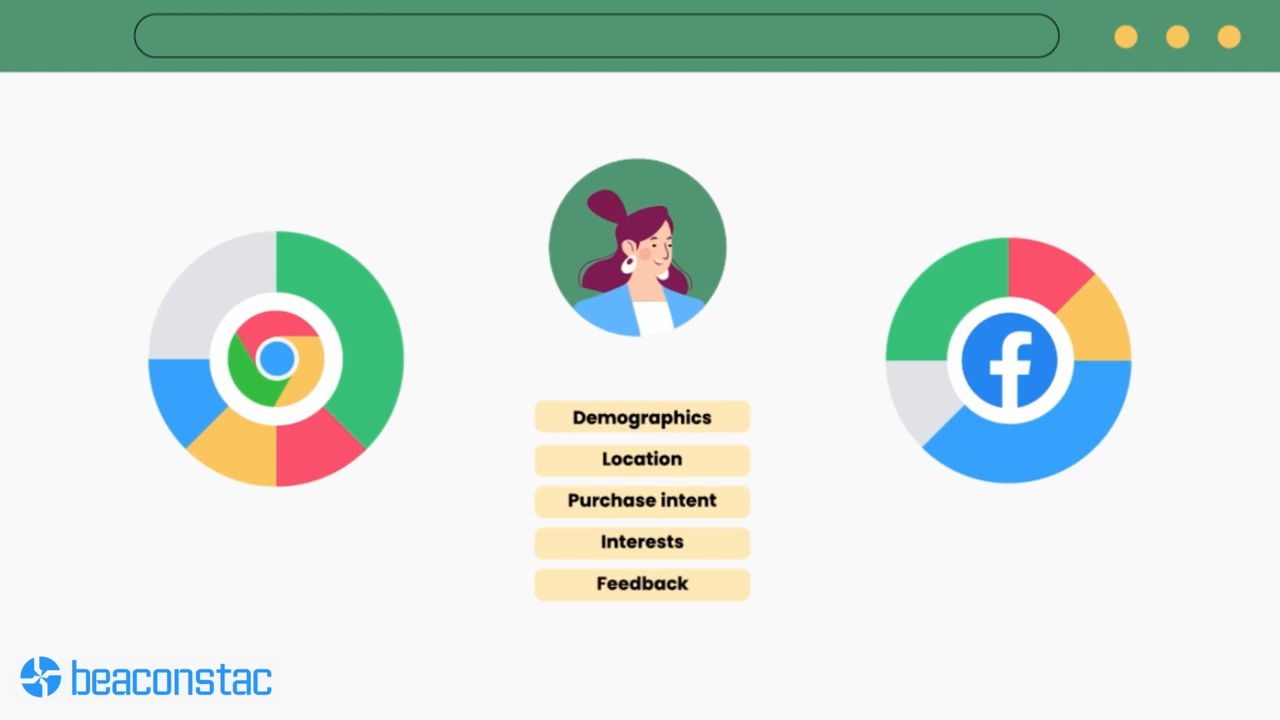 Demographics
Location
Purchase intent
Interests
Feedback
beaconstac